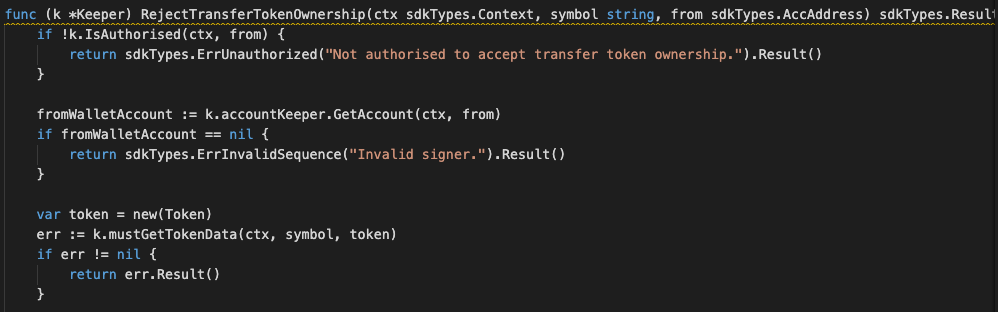 func (k *Keeper) RejectTransferTokenOwnership(ctx sdkTypes.Context, symbol string, from sdkTypes.AccAddress) sdkTypes.Result
if !k.IsAuthorised(ctx, from) {
return sdkTypes.ErrUnauthorized("Not authorised to accept transfer token ownership.").Result()
}
fromWalletAccount := k.accountKeeper.GetAccount(ctx, from)
if fromWalletAccount == nil {
return sdkTypes.ErrInvalidSequence("Invalid signer.").Result()
}
var token = new(Token)
err := k.mustGetTokenData(ctx, symbol, token)
if err != nil {
return err.Result()
}